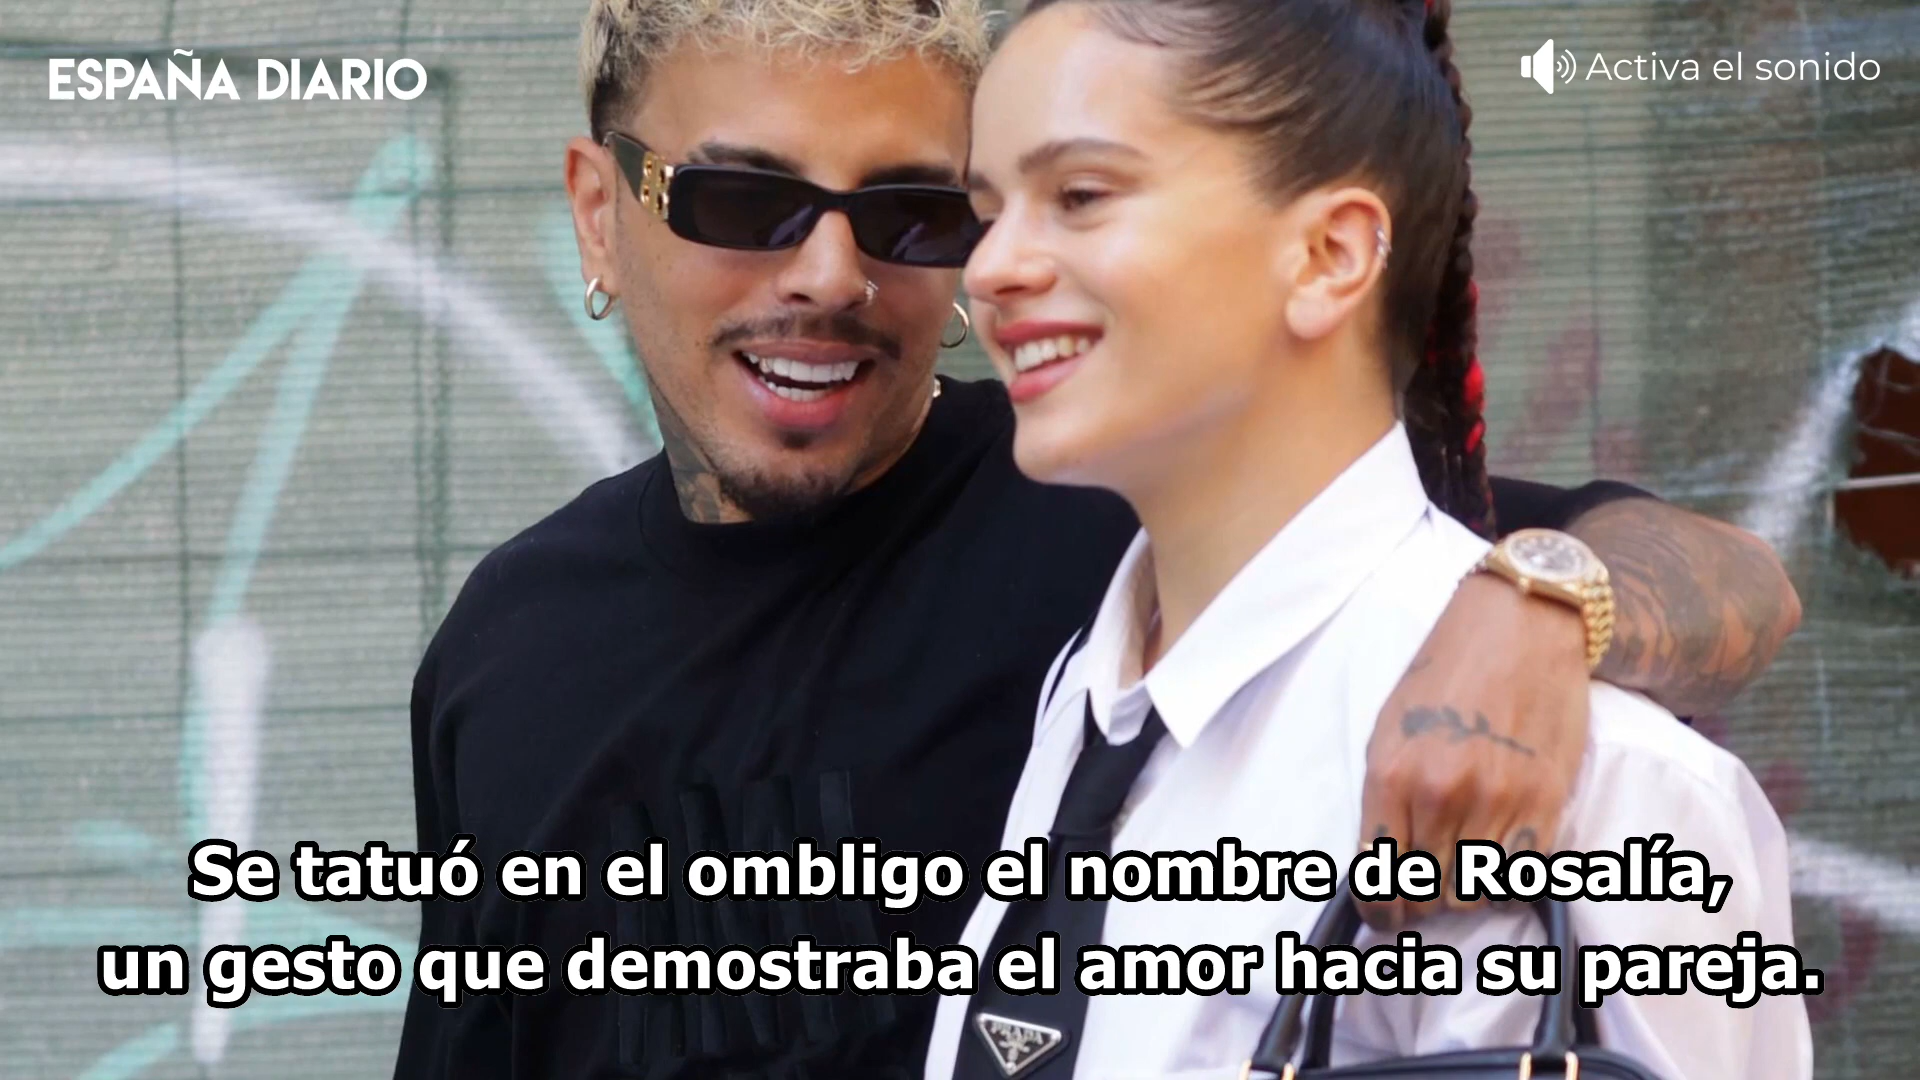 ESPAÑA DIARIO
Activa el sonido
Se tatuó en el ombligo el nombre de Rosalía,
un gesto que demostraba el amor hacia su pareja.
PRADA